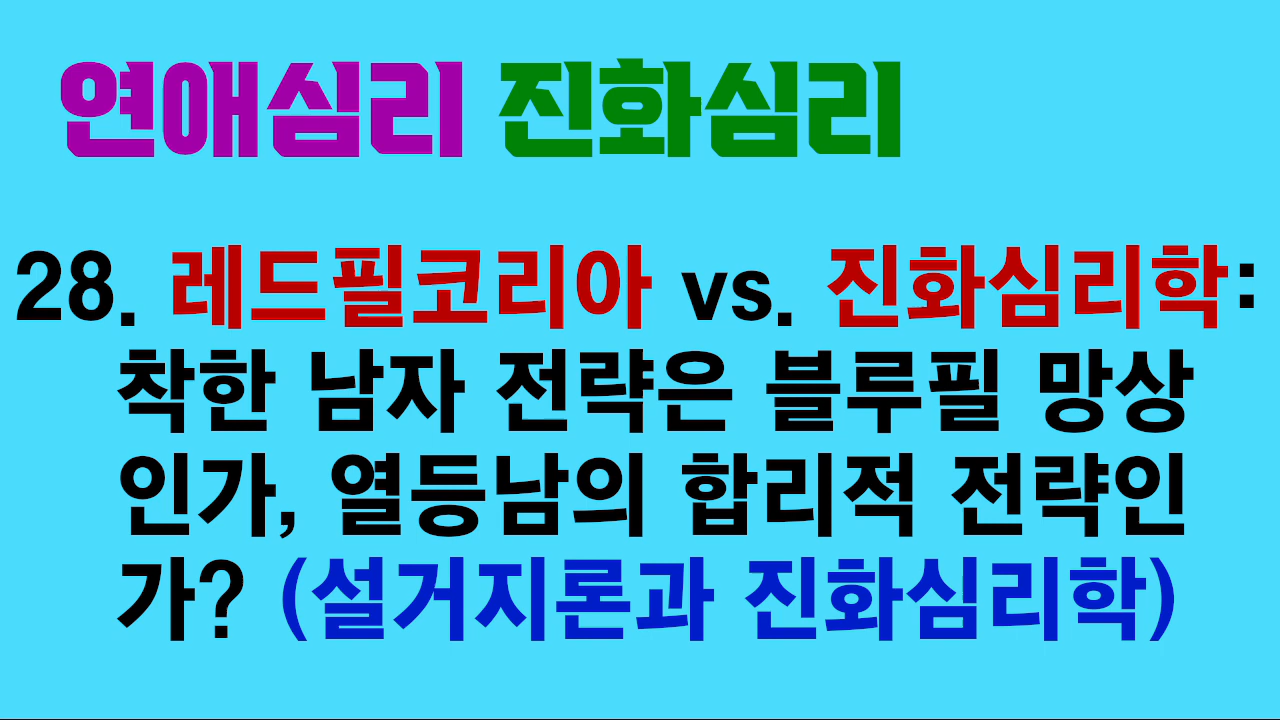 연애심리 진화심리
28. 레드필코리아 vs. 진화심리학:
착한 남자 전략은 블루필 망상
인가, 열등남의 합리적 전략인
가? (설거지론과 진화심리학)